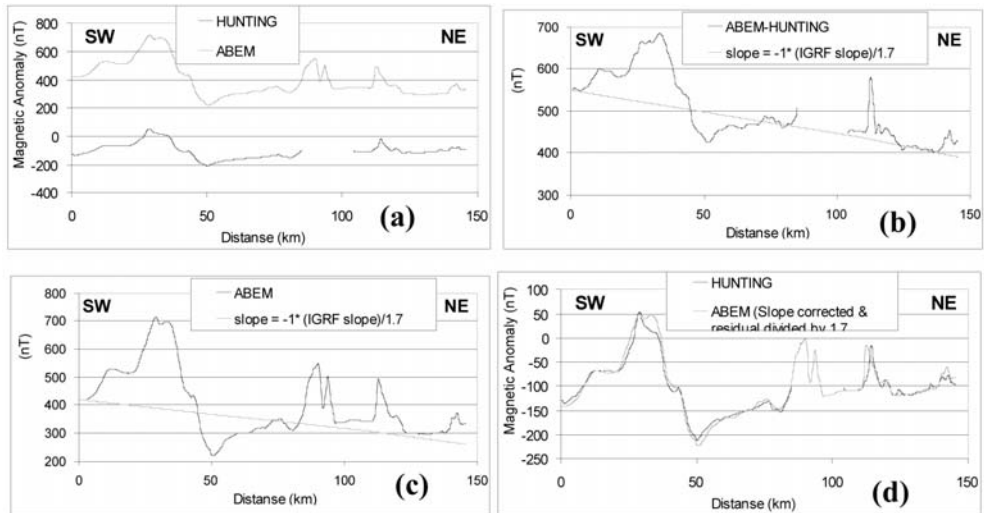 HUNTING
ABEM
SW
NE
Magnetic Anomaly (nT)
800
600
400
200
0
-200
-400
0
50
100
150
Distanse (km)
(a)
ABEM-HUNTING
slope = -1* (IGRF slope)/1.7
SW
NE
(nT)
700
600
500
400
300
0
50
100
150
Distanse (km)
(b)
ABEM
slope = -1* (IGRF slope)/1.7
SW
NE
(nT)
800
700
600
500
400
300
200
0
50
100
150
Distanse (km)
(c)
HUNTING
ABEM (Slope corrected &
residual divided by 1.7
SW
NE
Magnetic Anomaly (nT)
100
50
0
-50
-100
-150
-200
-250
0
50
100
150
Distanse (km)
(d)